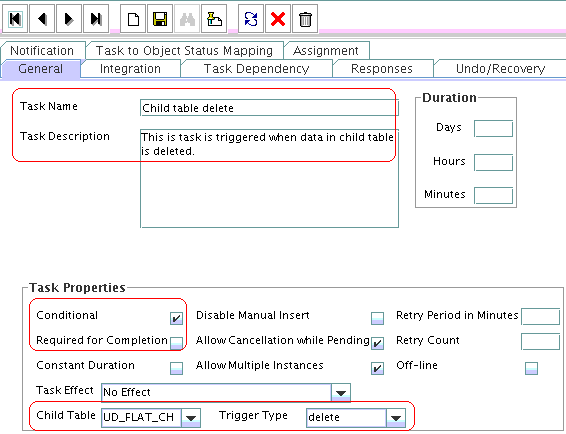 Notification Task to Object Status Mapping Assignment
General Integration Task Dependency Responses Undo/Recovery
Task Name Child table delete
Task Description This is task is triggered when data in child table
is deleted.
Duration
Days
Hours
Minutes
Task Properties
Conditional Disable Manual Insert Retry Period in Minutes
Required for Completion Allow Cancellation while Pending Retry Count
Constant Duration Allow Multiple Instances Off-line
Task Effect No Effect
Child Table UD_FLAT_CH Trigger Type delete